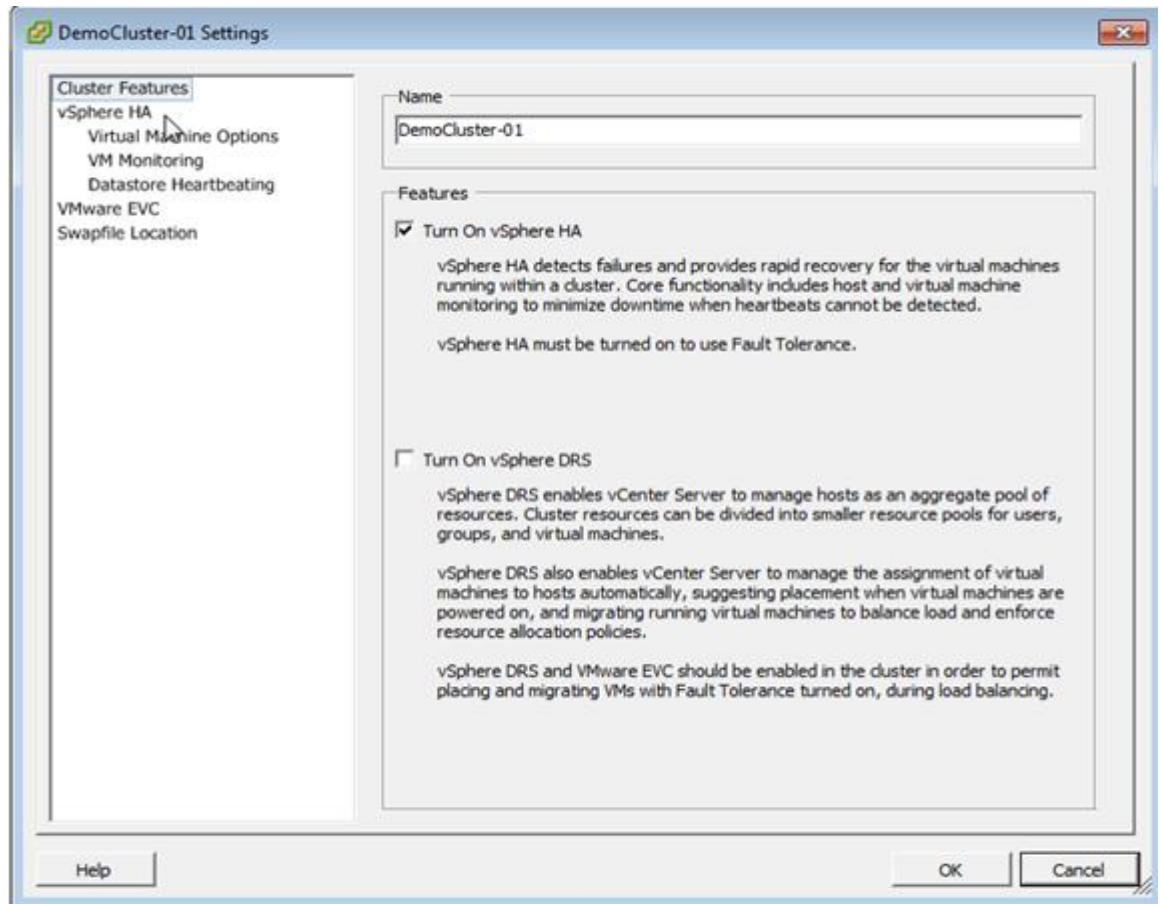 DemoCluster-01 Settings
Cluster Features
vSphere HA
Virtual Machine Options
VM Monitoring
Datastore Heartbeating
VMware EVC
Swapfile Location
Name
DemoCluster-01
Features
Turn On vSphere HA
vSphere HA detects failures and provides rapid recovery for the virtual machines
running within a cluster. Core functionality includes host and virtual machine
monitoring to minimize downtime when heartbeats cannot be detected.
vSphere HA must be turned on to use Fault Tolerance.
Turn On vSphere DRS
vSphere DRS enables vCenter Server to manage hosts as an aggregate pool of
resources. Cluster resources can be divided into smaller resource pools for users,
groups, and virtual machines.
vSphere DRS also enables vCenter Server to manage the assignment of virtual
machines to hosts automatically, suggesting placement when virtual machines are
powered on, and migrating running virtual machines to balance load and enforce
resource allocation policies.
vSphere DRS and VMware EVC should be enabled in the cluster in order to permit
placing and migrating VMs with Fault Tolerance turned on, during load balancing.
Help
OK
Cancel